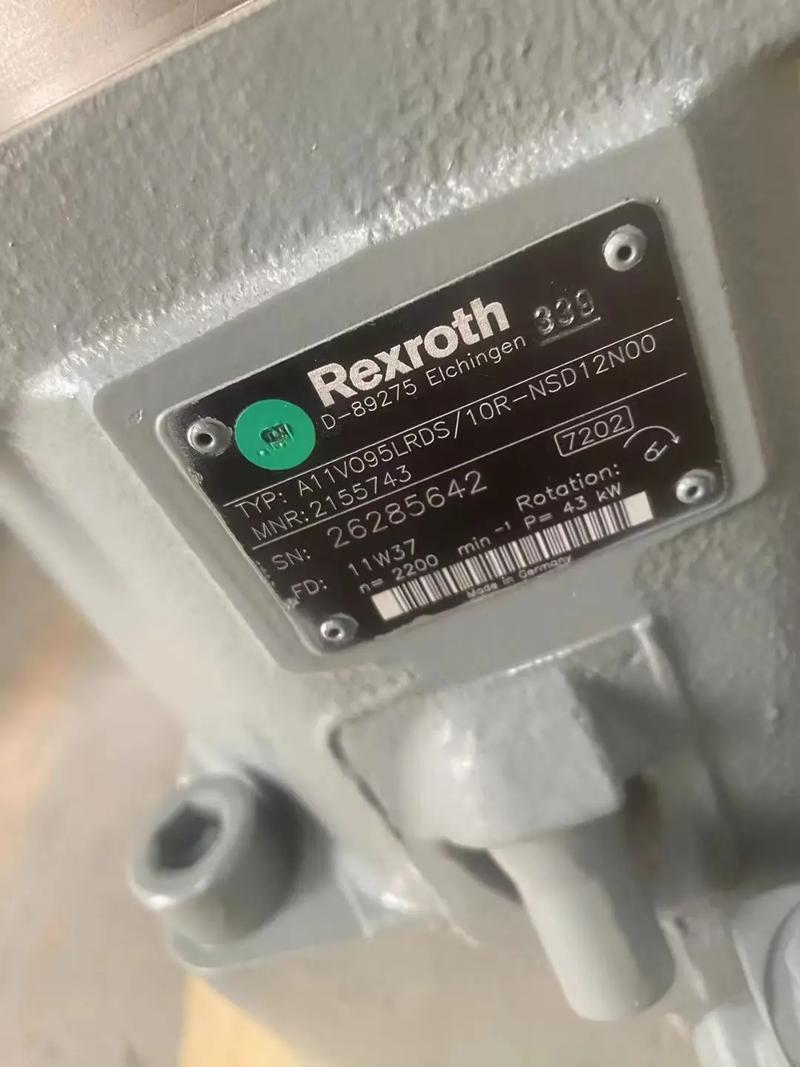 Rexroth 339
D-89275 Elchingen
TYP: A11VO95LRDS/10R-NSD12N00
MNR: 2155743
7202
SN: 26285642
Rotation: R
FD: 11W37
n= 2200 min-1 P= 43 kW
Made in Germany